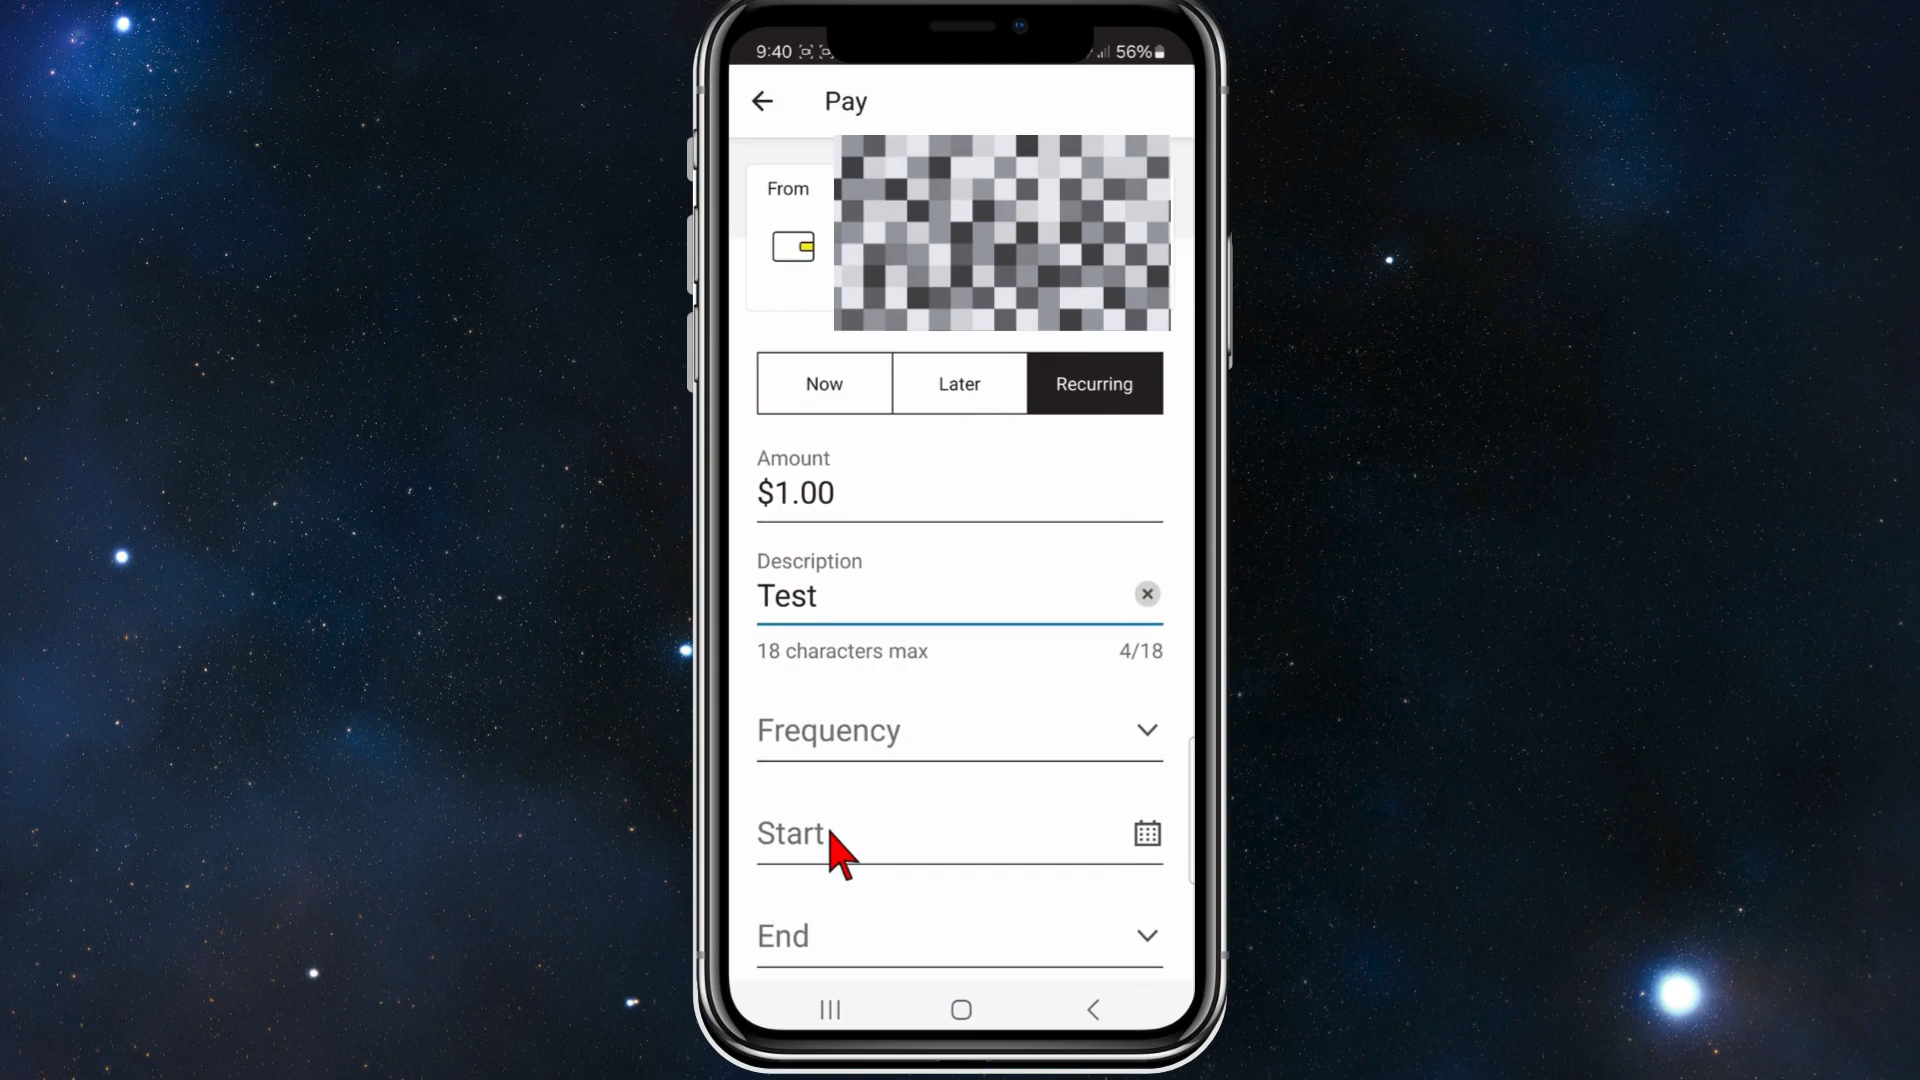 9:40 56%
Pay
From
Now Later Recurring
Amount
$1.00
Description
Test
18 characters max 4/18
Frequency
Start
End